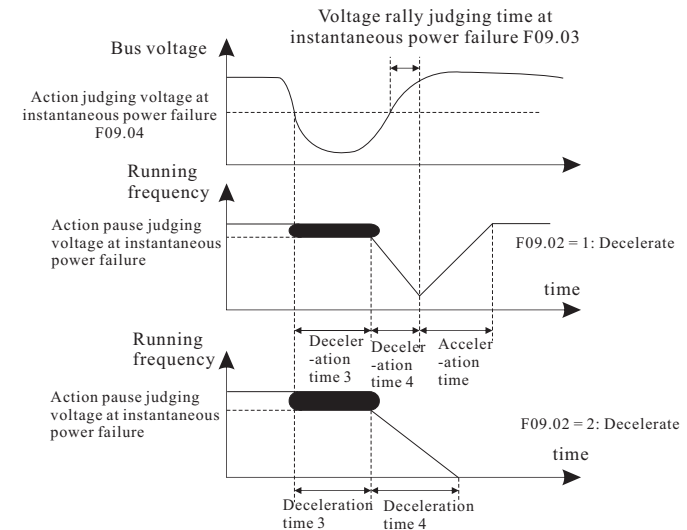 Voltage rally judging time at
instantaneous power failure F09.03
Bus voltage
Action judging voltage at
instantaneous power failure
F09.04
Running
frequency
Action pause judging
voltage at instantaneous
power failure
F09.02 = 1: Decelerate
time
Deceler
-ation
time 3
Deceler
-ation
time 4
Acceler
-ation
time
Running
frequency
Action pause judging
voltage at instantaneous
power failure
F09.02 = 2: Decelerate
time
Deceleration
time 3
Deceleration
time 4